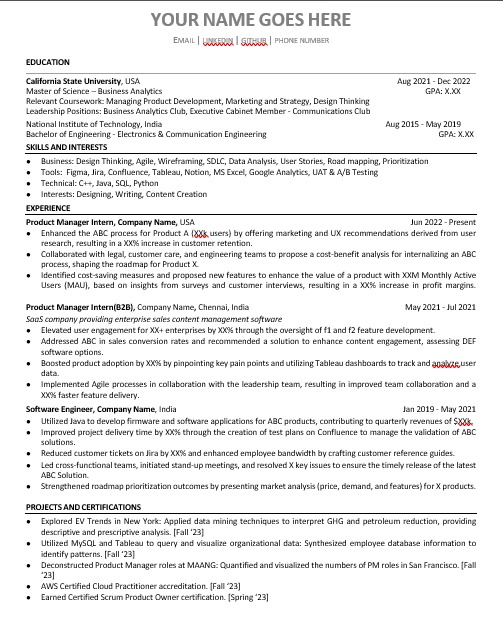 YOUR NAME GOES HERE
EMAIL | LINKEDIN | GITHUB | PHONE NUMBER
EDUCATION
California State University, USA Aug 2021 - Dec 2022
Master of Science – Business Analytics GPA: X.XX
Relevant Coursework: Managing Product Development, Marketing and Strategy, Design Thinking
Leadership Positions: Business Analytics Club, Executive Cabinet Member - Communications Club
National Institute of Technology, India Aug 2015 - May 2019
Bachelor of Engineering - Electronics & Communication Engineering GPA: X.XX
SKILLS AND INTERESTS
● Business: Design Thinking, Agile, Wireframing, SDLC, Data Analysis, User Stories, Road mapping, Prioritization
● Tools: Figma, Jira, Confluence, Tableau, Notion, MS Excel, Google Analytics, UAT & A/B Testing
● Technical: C++, Java, SQL, Python
● Interests: Designing, Writing, Content Creation
EXPERIENCE
Product Manager Intern, Company Name, USA Jun 2022 - Present
● Enhanced the ABC process for Product A (XXk users) by offering marketing and UX recommendations derived from user
research, resulting in a XX% increase in customer retention.
● Collaborated with legal, customer care, and engineering teams to propose a cost-benefit analysis for internalizing an ABC
process, shaping the roadmap for Product X.
● Identified cost-saving measures and proposed new features to enhance the value of a product with XXM Monthly Active
Users (MAU), based on insights from surveys and customer interviews, resulting in a XX% increase in profit margins.
Product Manager Intern(B2B), Company Name, Chennai, India May 2021 - Jul 2021
SaaS company providing enterprise sales content management software
● Elevated user engagement for XX+ enterprises by XX% through the oversight of f1 and f2 feature development.
● Addressed ABC in sales conversion rates and recommended a solution to enhance content engagement, assessing DEF
software options.
● Boosted product adoption by XX% by pinpointing key pain points and utilizing Tableau dashboards to track and analyze user
data.
● Implemented Agile processes in collaboration with the leadership team, resulting in improved team collaboration and a
XX% faster feature delivery.
Software Engineer, Company Name, India Jan 2019 - May 2021
● Utilized Java to develop firmware and software applications for ABC products, contributing to quarterly revenues of $XXk.
● Improved project delivery time by XX% through the creation of test plans on Confluence to manage the validation of ABC
solutions.
● Reduced customer tickets on Jira by XX% and enhanced employee bandwidth by crafting customer reference guides.
● Led cross-functional teams, initiated stand-up meetings, and resolved X key issues to ensure the timely release of the latest
ABC Solution.
● Strengthened roadmap prioritization outcomes by presenting market analysis (price, demand, and features) for X products.
PROJECTS AND CERTIFICATIONS
● Explored EV Trends in New York: Applied data mining techniques to interpret GHG and petroleum reduction, providing
descriptive and prescriptive analysis. [Fall '23]
● Utilized MySQL and Tableau to query and visualize organizational data: Synthesized employee database information to
identify patterns. [Fall '23]
● Deconstructed Product Manager roles at MAANG: Quantified and visualized the numbers of PM roles in San Francisco. [Fall
'23]
● AWS Certified Cloud Practitioner accreditation. [Fall '23]
● Earned Certified Scrum Product Owner certification. [Spring '23]